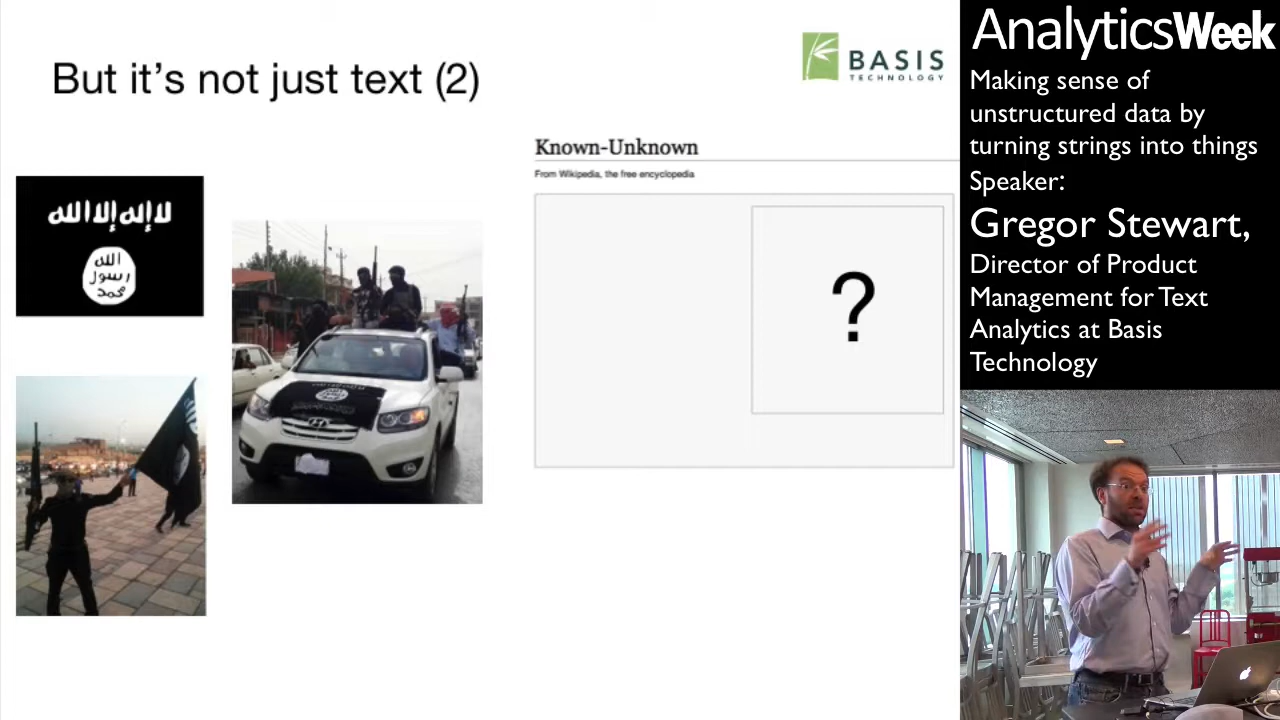 But it's not just text (2)
BASIS
TECHNOLOGY
لا إله إلا الله
الله
رسول
محمد
Known-Unknown
From Wikipedia, the free encyclopedia
?
AnalyticsWeek
Making sense of
unstructured data by
turning strings into things
Speaker:
Gregor Stewart,
Director of Product
Management for Text
Analytics at Basis
Technology